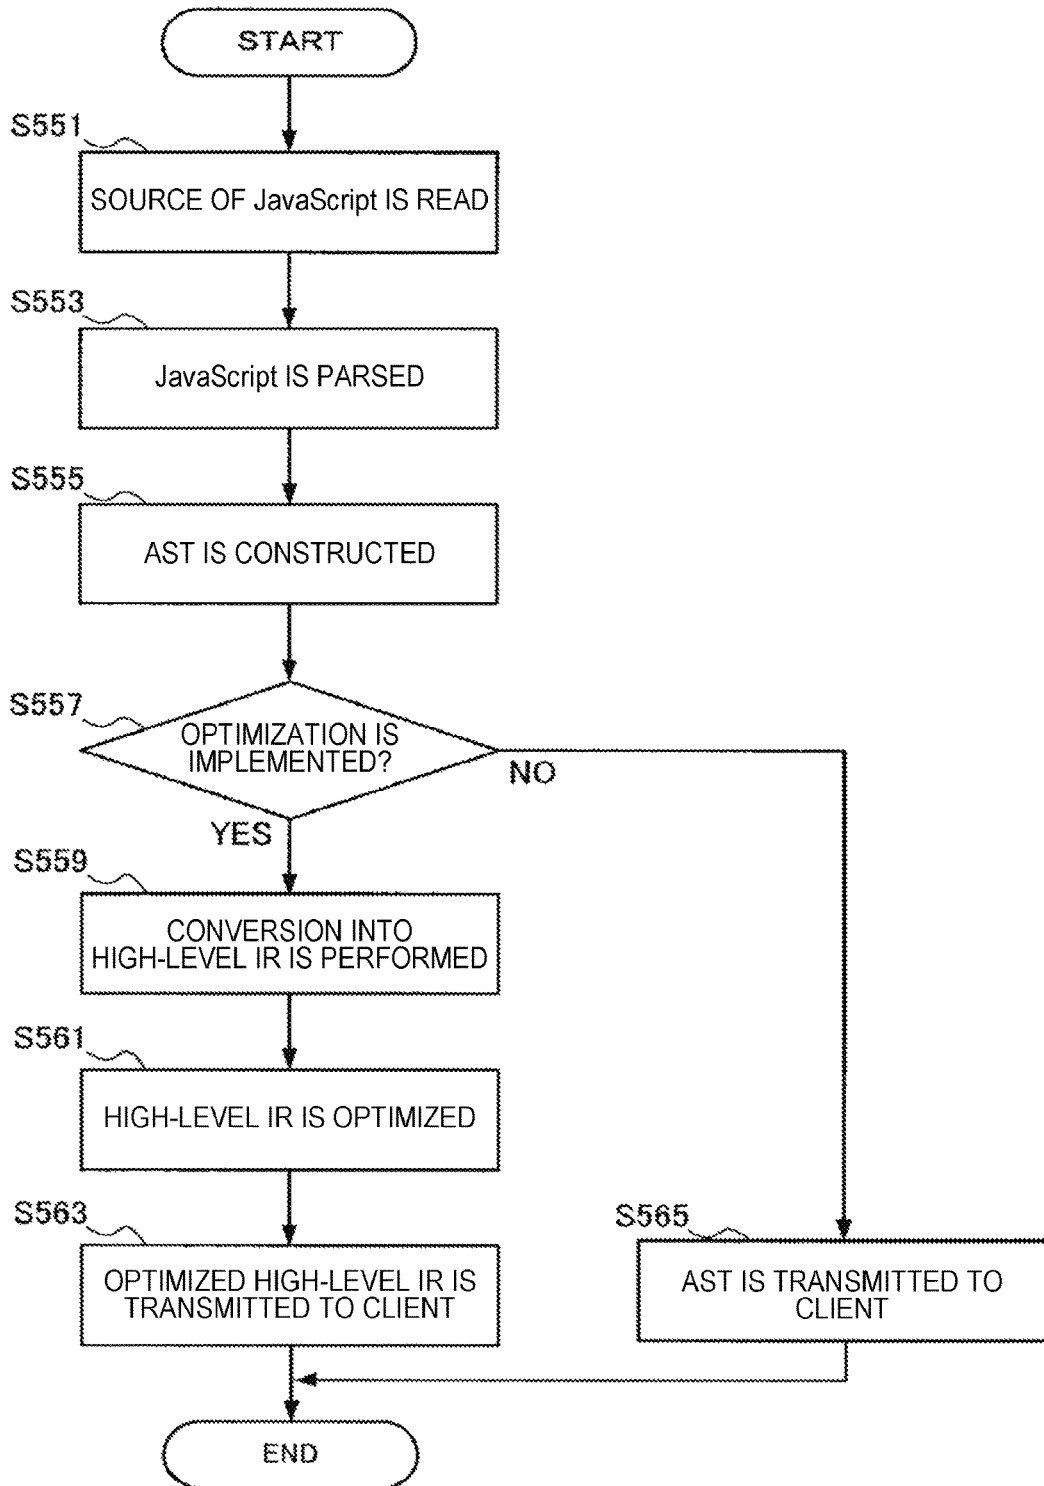 START
S551
SOURCE OF JavaScript IS READ
S553
JavaScript IS PARSED
S555
AST IS CONSTRUCTED
S557
OPTIMIZATION IS
IMPLEMENTED?
NO
YES
S559
CONVERSION INTO
HIGH-LEVEL IR IS PERFORMED
S561
HIGH-LEVEL IR IS OPTIMIZED
S563
OPTIMIZED HIGH-LEVEL IR IS
TRANSMITTED TO CLIENT
S565
AST IS TRANSMITTED TO
CLIENT
END